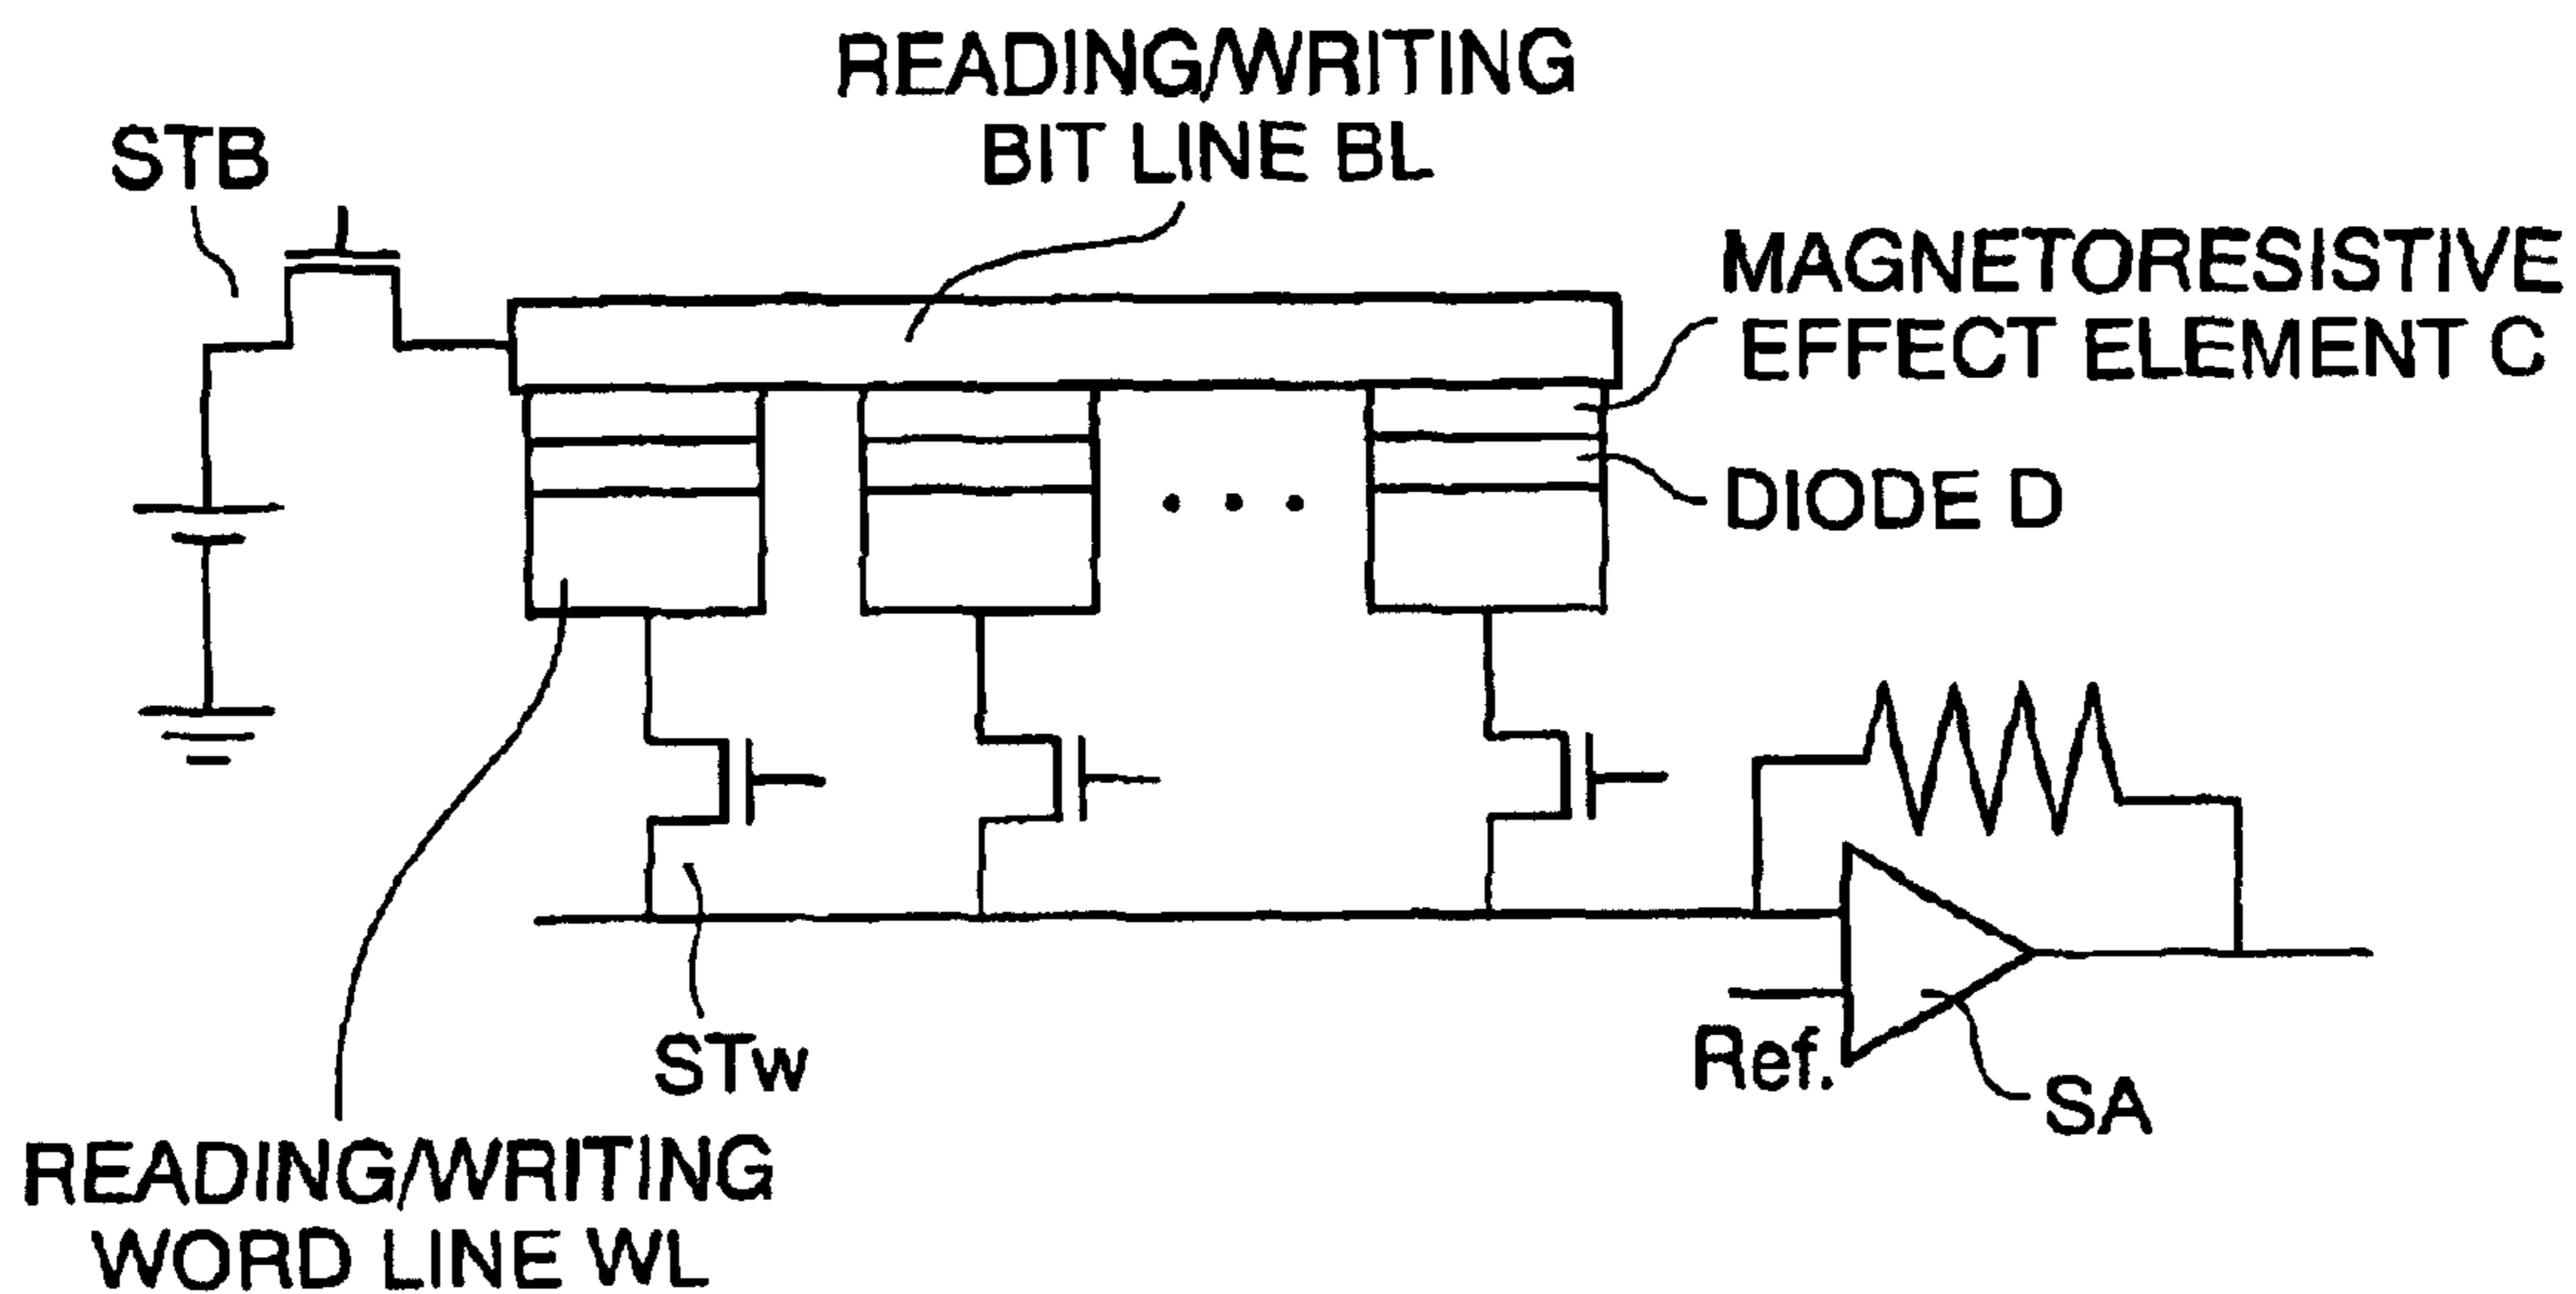 READING/WRITING
BIT LINE BL
STB
MAGNETORESISTIVE
EFFECT ELEMENT C
DIODE D
STw
Ref.
SA
READING/WRITING
WORD LINE WL